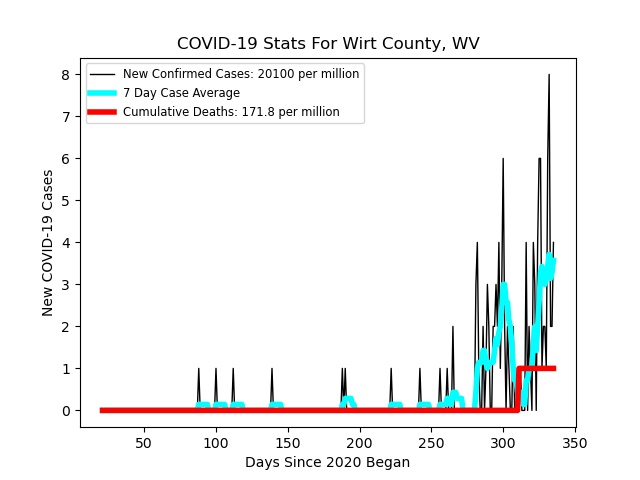 COVID-19 Stats For Wirt County, WV
New Confirmed Cases: 20100 per million
7 Day Case Average
Cumulative Deaths: 171.8 per million
New COVID-19 Cases
8
7
6
5
4
3
2
1
0
50 100 150 200 250 300 350
Days Since 2020 Began